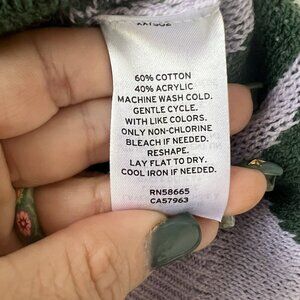 60% COTTON
40% ACRYLIC
MACHINE WASH COLD.
GENTLE CYCLE.
WITH LIKE COLORS.
ONLY NON-CHLORINE
BLEACH IF NEEDED.
RESHAPE.
LAY FLAT TO DRY.
COOL IRON IF NEEDED.
RN58665
CA57963